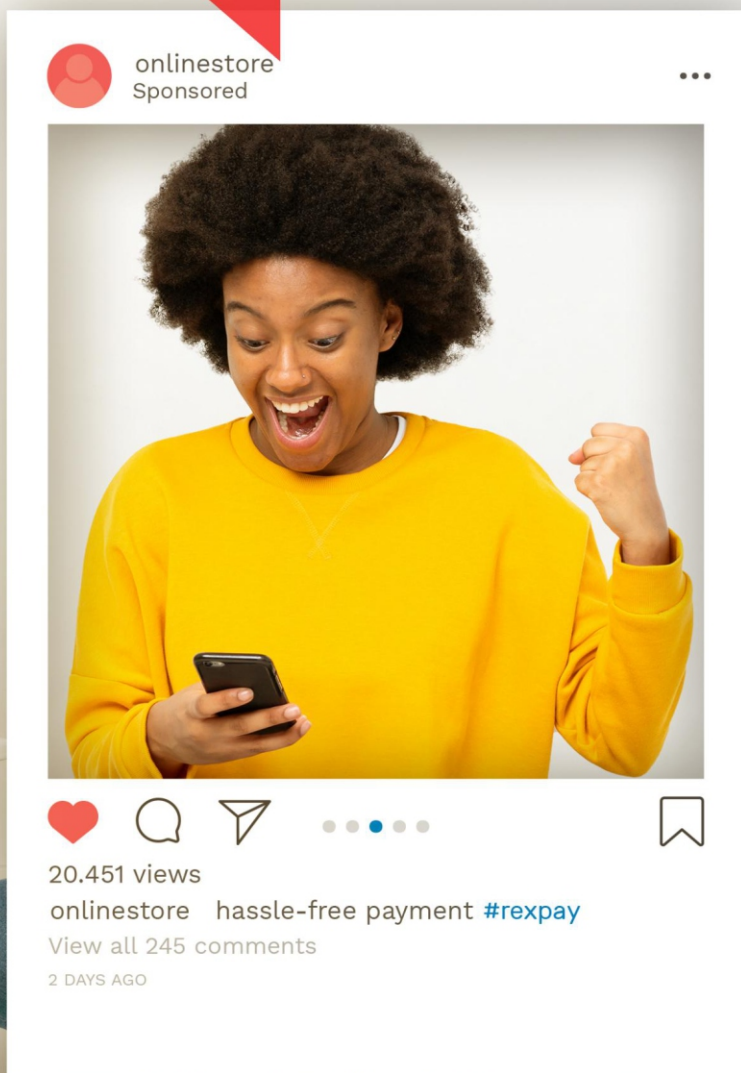 onlinestore
Sponsored
20.451 views
onlinestore hassle-free payment #rexpay
View all 245 comments
2 DAYS AGO